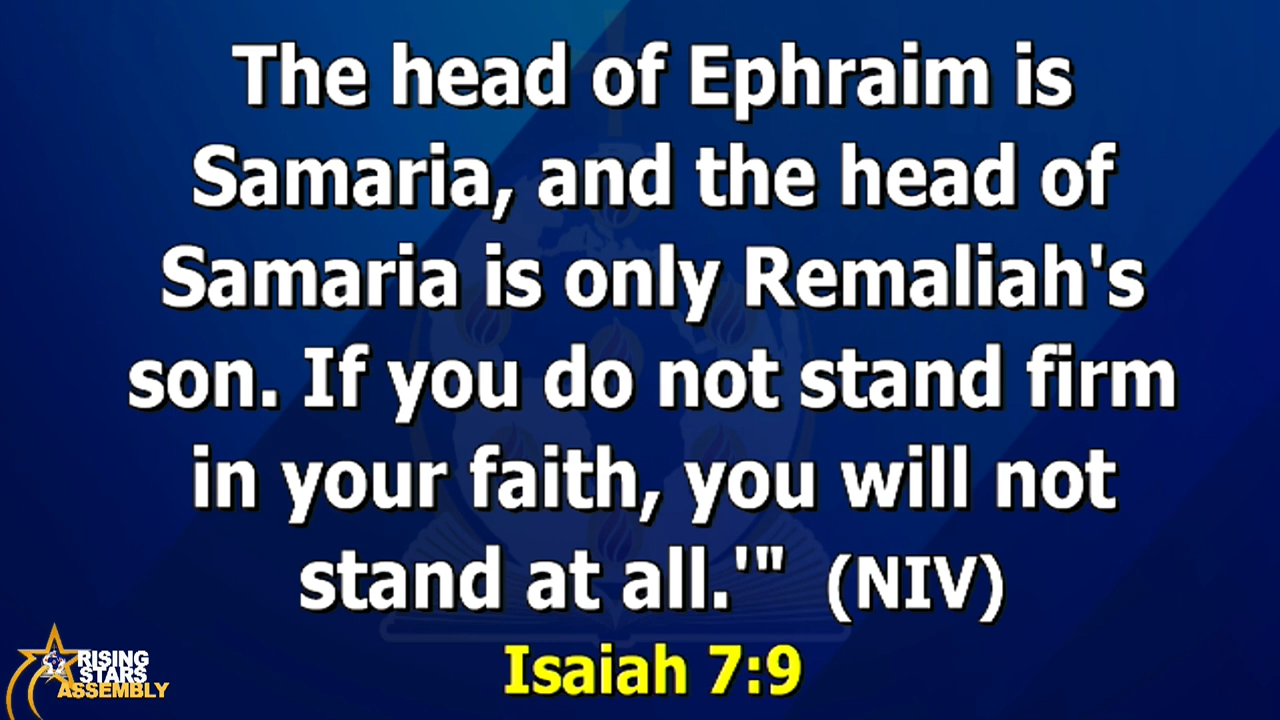 The head of Ephraim is
Samaria, and the head of
Samaria is only Remaliah's
son. If you do not stand firm
in your faith, you will not
stand at all.'" (NIV)
Isaiah 7:9
RISING
STARS
ASSEMBLY